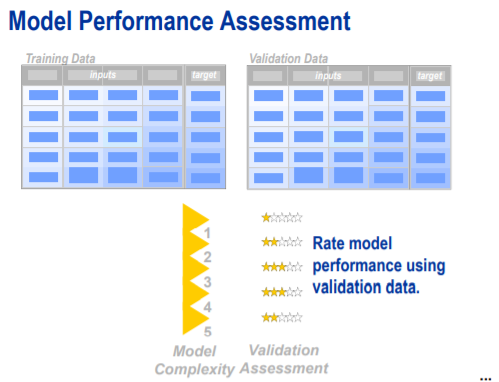 Model Performance Assessment
Training Data
Validation Data
inputs
target
inputs
target
1
2
3
4
5
Rate model
performance using
validation data.
Model
Complexity
Validation
Assessment
...